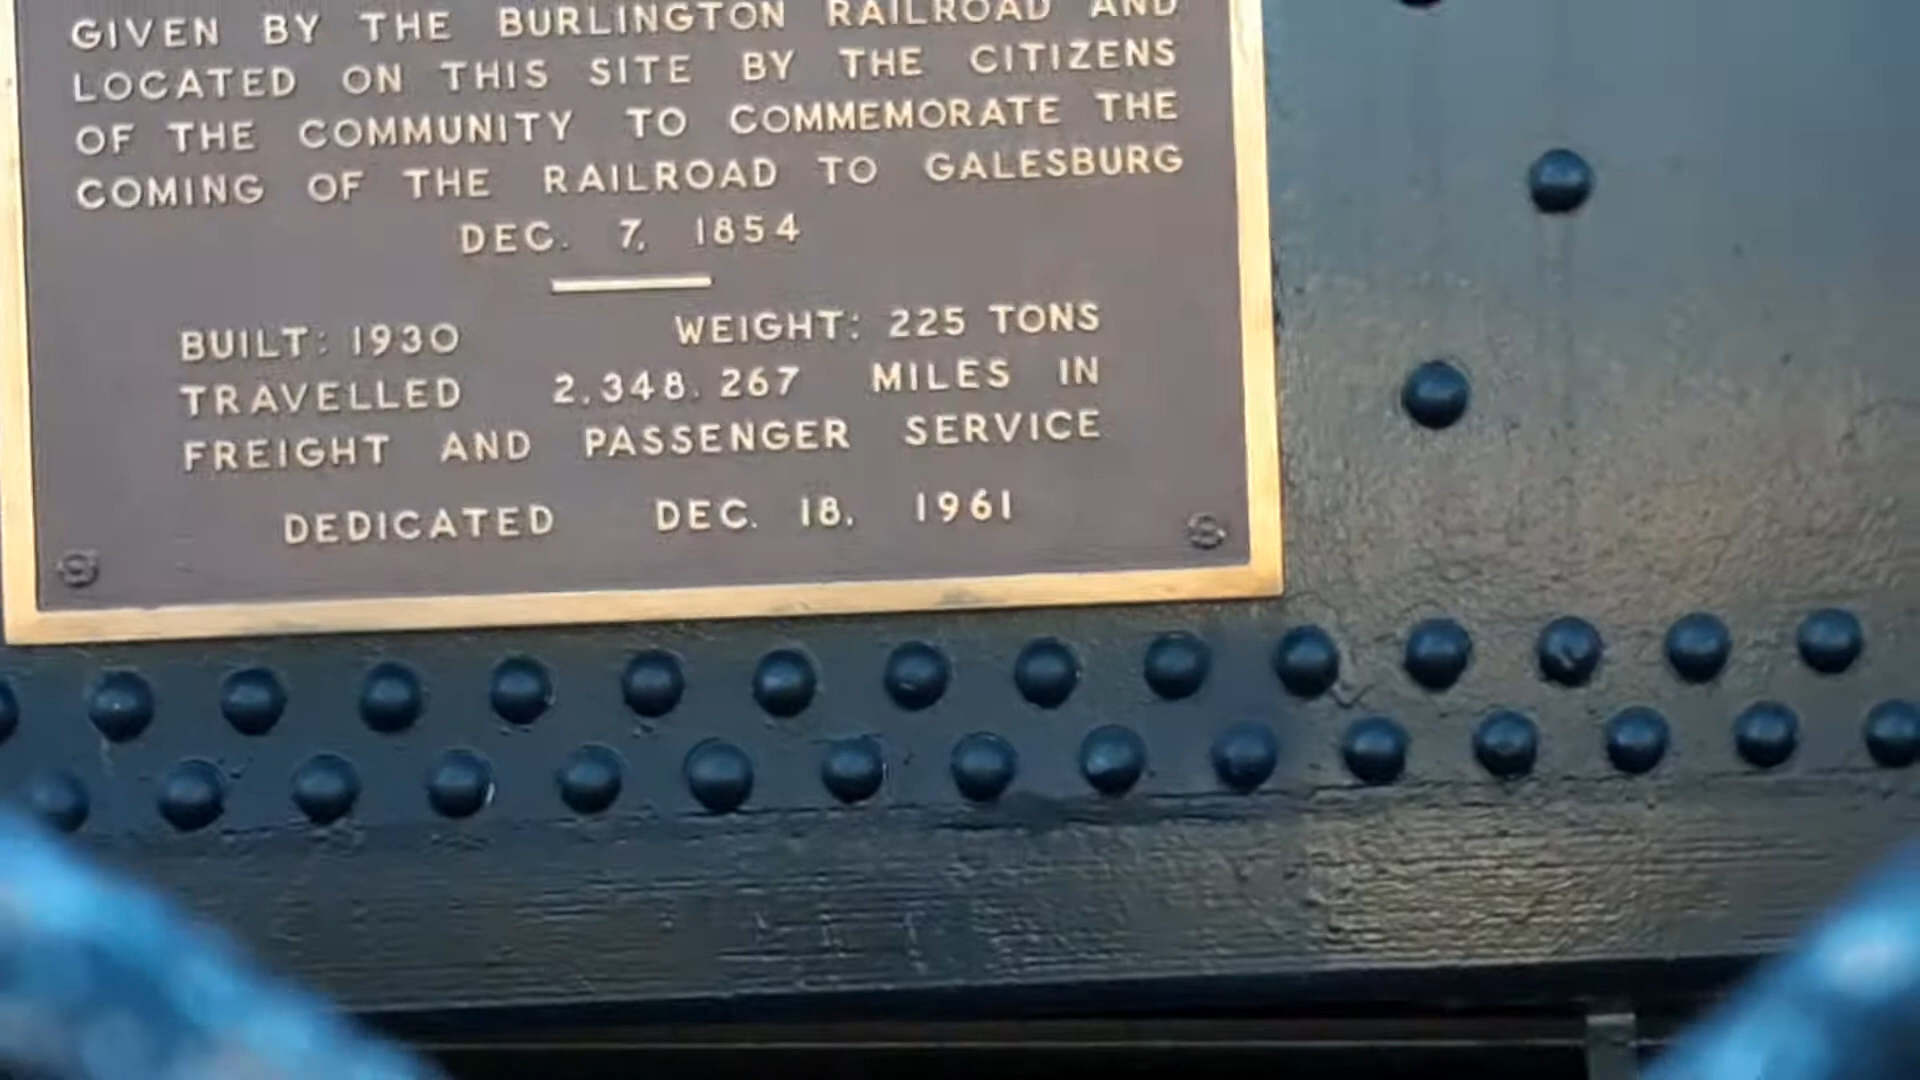 GIVEN BY THE BURLINGTON RAILROAD AND
LOCATED ON THIS SITE BY THE CITIZENS
OF THE COMMUNITY TO COMMEMORATE THE
COMING OF THE RAILROAD TO GALESBURG
DEC. 7, 1854
BUILT: 1930 WEIGHT: 225 TONS
TRAVELLED 2,348,267 MILES IN
FREIGHT AND PASSENGER SERVICE
DEDICATED DEC. 18, 1961